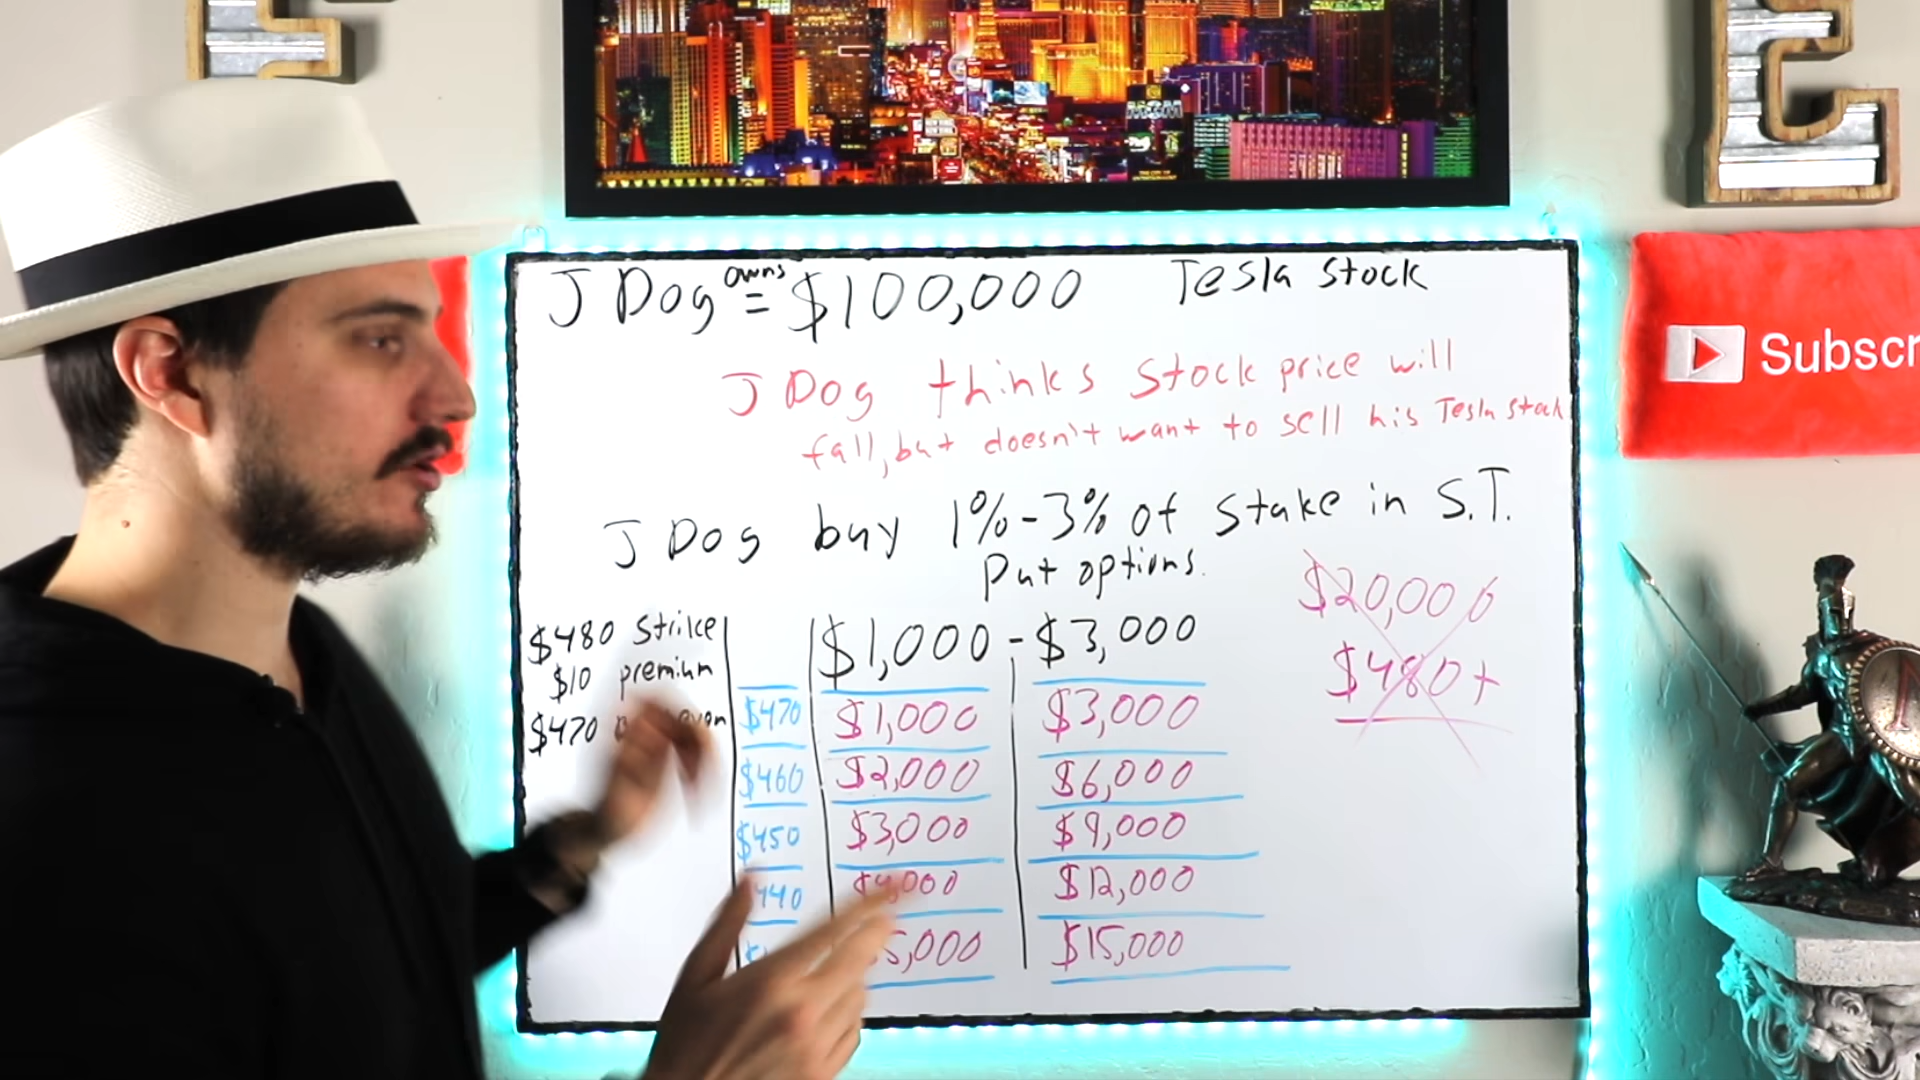 MGM
J Dog owns = $100,000 Tesla Stock
J Dog thinks stock price will
fall, but doesn't want to sell his Tesla stock
J Dog buy 1%-3% of stake in S.T.
Put options.
$480 Strike
$10 premium
$470
$1,000 - $3,000
$470 $1,000 $3,000
$460 $2,000 $6,000
$450 $3,000 $9,000
$440 $4,000 $12,000
5,000 $15,000
$20,000
$480+
Subscr